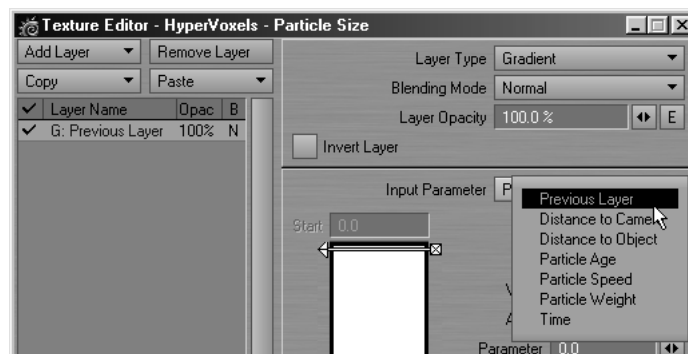 Texture Editor - HyperVoxels - Particle Size
Add Layer
Remove Layer
Copy
Paste
Layer Name Opac B
G: Previous Layer 100% N
Layer Type Gradient
Blending Mode Normal
Layer Opacity 100.0 % E
Invert Layer
Input Parameter P
Previous Layer
Distance to Camera
Distance to Object
Particle Age
Particle Speed
Particle Weight
Time
Start 0.0
Parameter 0.0